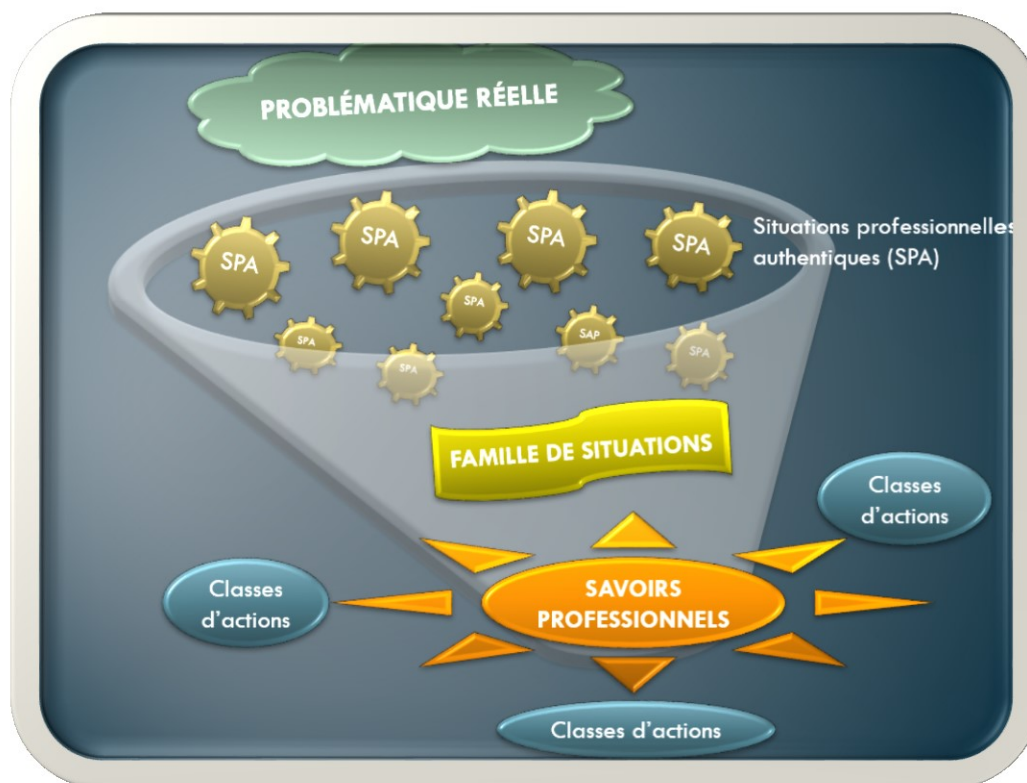 PROBLÉMATIQUE RÉELLE
SPA
SPA
SPA
SPA
Situations professionnelles
authentiques (SPA)
SPA
SPA
SAP
SPA
SPA
FAMILLE DE SITUATIONS
Classes
d'actions
Classes
d'actions
SAVOIRS
PROFESSIONNELS
Classes d'actions